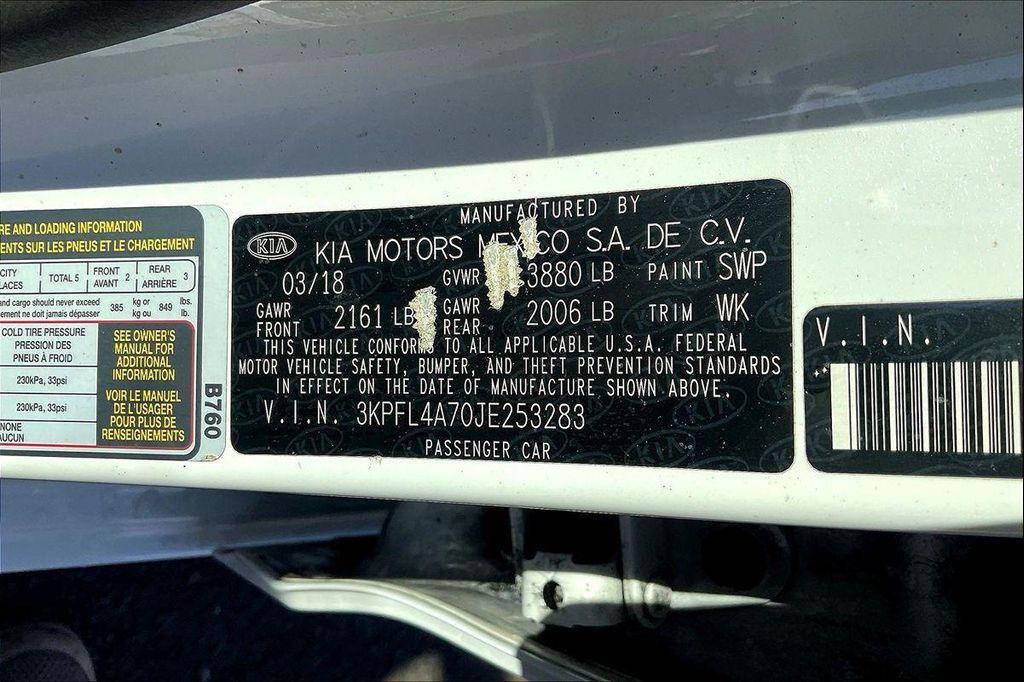 RE AND LOADING INFORMATION
ENTS SUR LES PNEUS ET LE CHARGEMENT
TOTAL 5 FRONT AVANT 2 REAR ARRIÈRE 3
and cargo should never exceed 385 kg or 849 lbs.
ne doit jamais dépasser kg ou lb.
COLD TIRE PRESSURE
PRESSION DES
PNEUS À FROID
230kPa, 33psi
230kPa, 33psi
NONE
AUCUN
SEE OWNER'S
MANUAL FOR
ADDITIONAL
INFORMATION
VOIR LE MANUEL
DE L'USAGER
POUR PLUS DE
RENSEIGNEMENTS
B760
MANUFACTURED BY
KIA KIA MOTORS MEXICO S.A. DE C.V.
03/18 GVWR 3880 LB PAINT SWP
GAWR FRONT 2161 LB GAWR REAR 2006 LB TRIM WK
THIS VEHICLE CONFORMS TO ALL APPLICABLE U.S.A. FEDERAL
MOTOR VEHICLE SAFETY, BUMPER, AND THEFT PREVENTION STANDARDS
IN EFFECT ON THE DATE OF MANUFACTURE SHOWN ABOVE.
V.I.N. 3KPFL4A70JE253283
PASSENGER CAR
V.I.N.